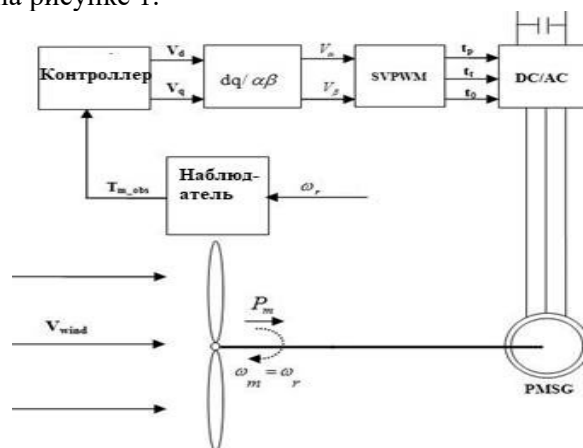 на рисунке 1.
V_d
V_α
t_p
Контроллер
dq/αβ
SVPWM
t_r
DC/AC
V_q
V_β
t_0
Наблюд-
атель
T_m_obs
ω_r
P_m
V_wind
ω_m = ω_r
PMSG